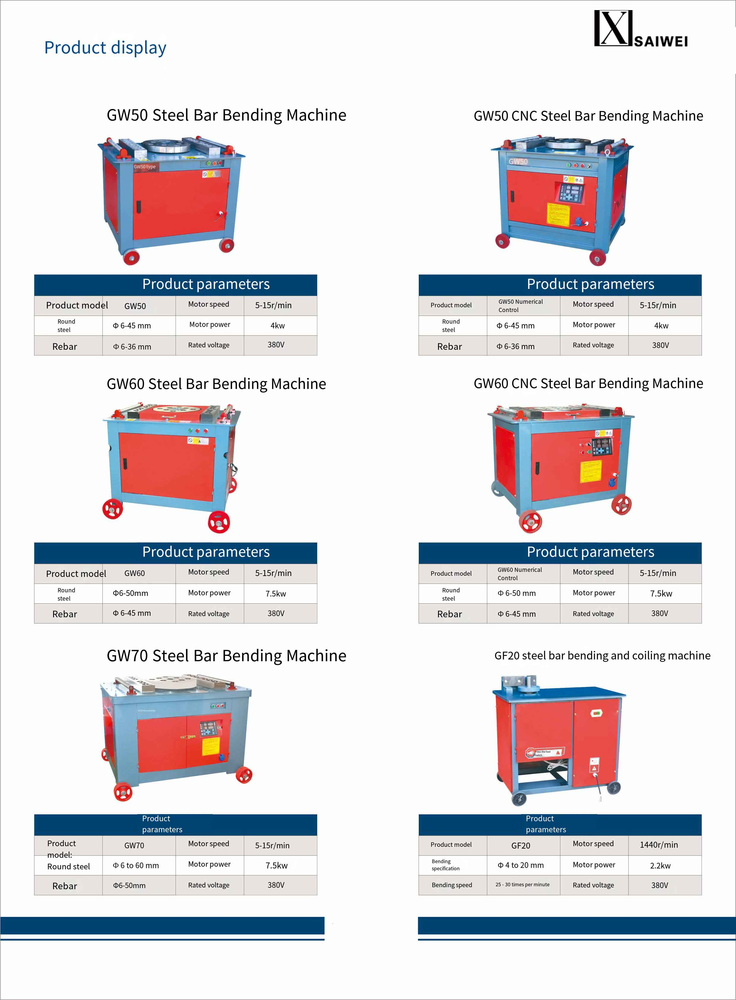 SAIWEI
Product display
GW50 Steel Bar Bending Machine
GW50 type
Product parameters
Product model GW50 Motor speed 5-15r/min
Round
steel
Φ 6-45 mm Motor power 4kw
Rebar Φ 6-36 mm Rated voltage 380V
GW50 CNC Steel Bar Bending Machine
GW50
Product parameters
Product model
GW50 Numerical
Control
Motor speed 5-15r/min
Round
steel
Φ 6-45 mm Motor power 4kw
Rebar Φ 6-36 mm Rated voltage 380V
GW60 Steel Bar Bending Machine
Product parameters
Product model GW60 Motor speed 5-15r/min
Round
steel
Φ6-50mm Motor power 7.5kw
Rebar Φ 6-45 mm Rated voltage 380V
GW60 CNC Steel Bar Bending Machine
Product parameters
Product model
GW60 Numerical
Control
Motor speed 5-15r/min
Round
steel
Φ 6-50 mm Motor power 7.5kw
Rebar Φ 6-45 mm Rated voltage 380V
GW70 Steel Bar Bending Machine
Product
parameters
Product
model:
GW70 Motor speed 5-15r/min
Round steel Φ 6 to 60 mm Motor power 7.5kw
Rebar Φ6-50mm Rated voltage 380V
GF20 steel bar bending and coiling machine
Press the foot
switch
Product
parameters
Product model GF20 Motor speed 1440r/min
Bending
specification
Φ 4 to 20 mm Motor power 2.2kw
Bending speed 25 - 30 times per minute Rated voltage 380V